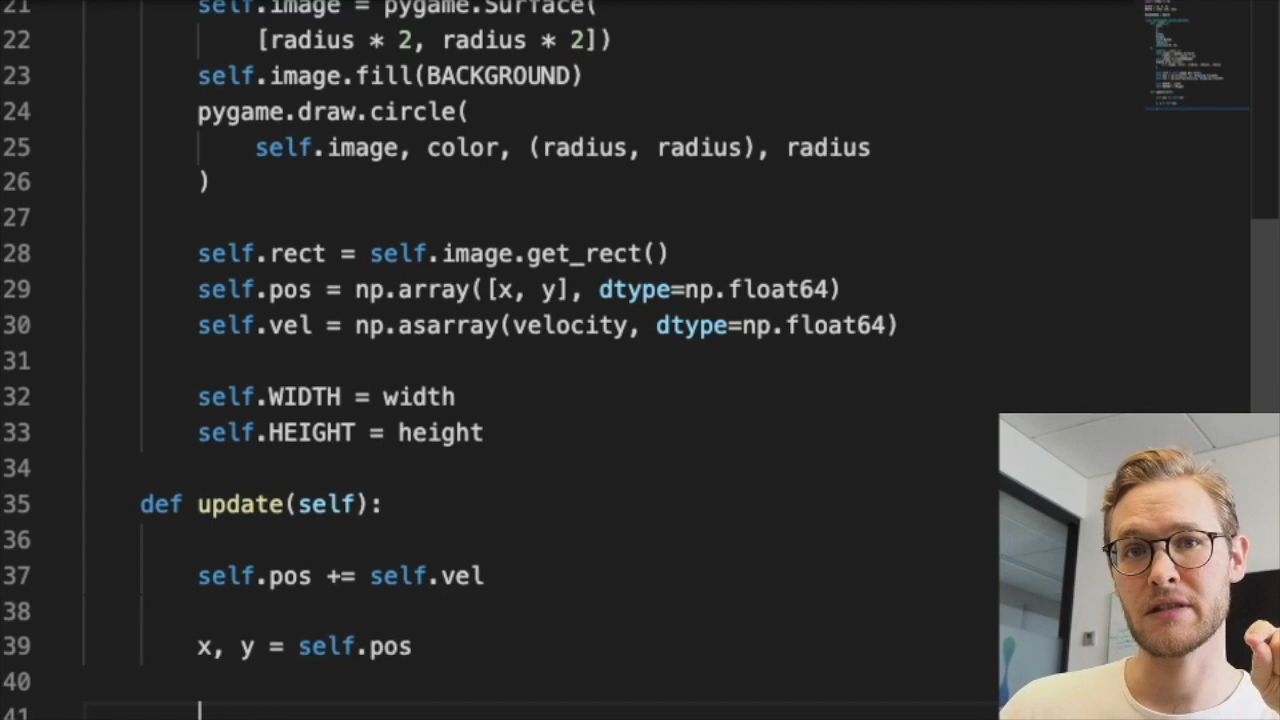 21 self.image = pygame.Surface(
22 [radius * 2, radius * 2])
23 self.image.fill(BACKGROUND)
24 pygame.draw.circle(
25 self.image, color, (radius, radius), radius
26 )
27
28 self.rect = self.image.get_rect()
29 self.pos = np.array([x, y], dtype=np.float64)
30 self.vel = np.asarray(velocity, dtype=np.float64)
31
32 self.WIDTH = width
33 self.HEIGHT = height
34
35 def update(self):
36
37 self.pos += self.vel
38
39 x, y = self.pos
40
41